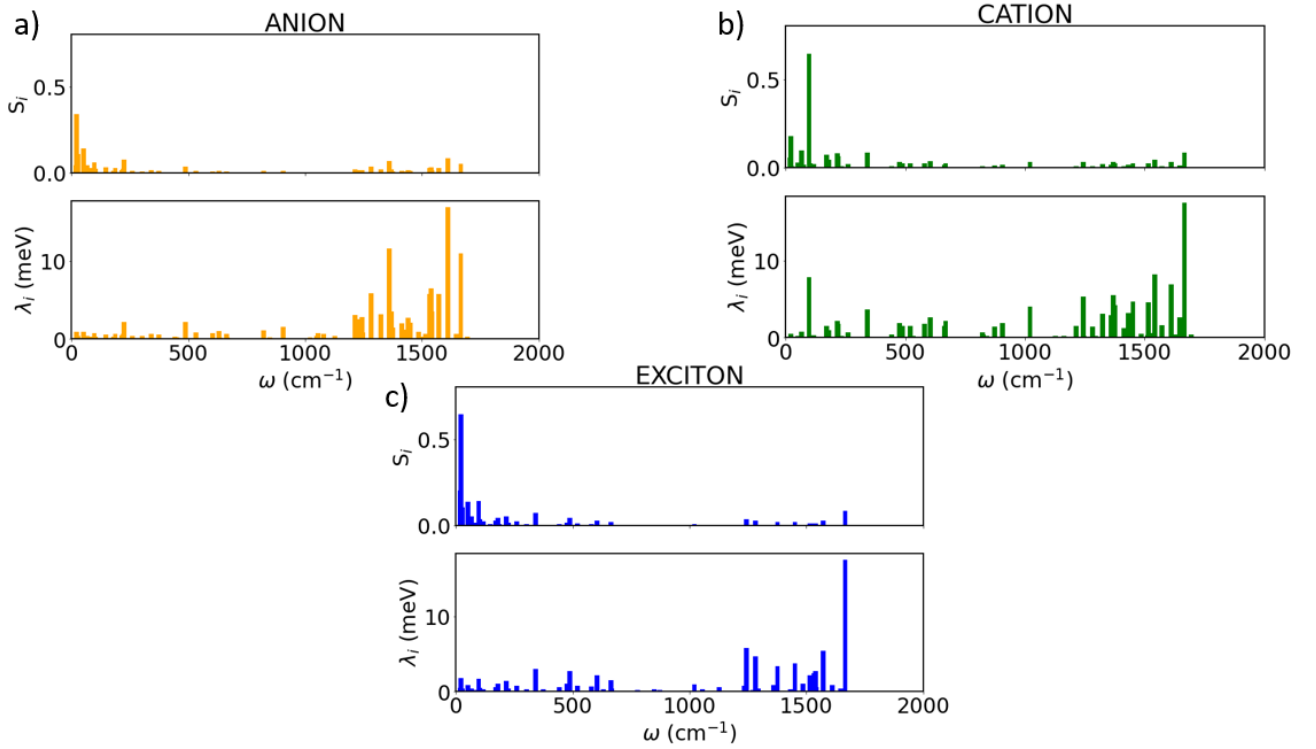 a)
ANION
S_i
0.5
0.0
λ_i (meV)
10
0
0 500 1000 1500 2000
ω (cm⁻¹)
b)
CATION
S_i
0.5
0.0
λ_i (meV)
10
0
0 500 1000 1500 2000
ω (cm⁻¹)
c)
EXCITON
S_i
0.5
0.0
λ_i (meV)
10
0
0 500 1000 1500 2000
ω (cm⁻¹)